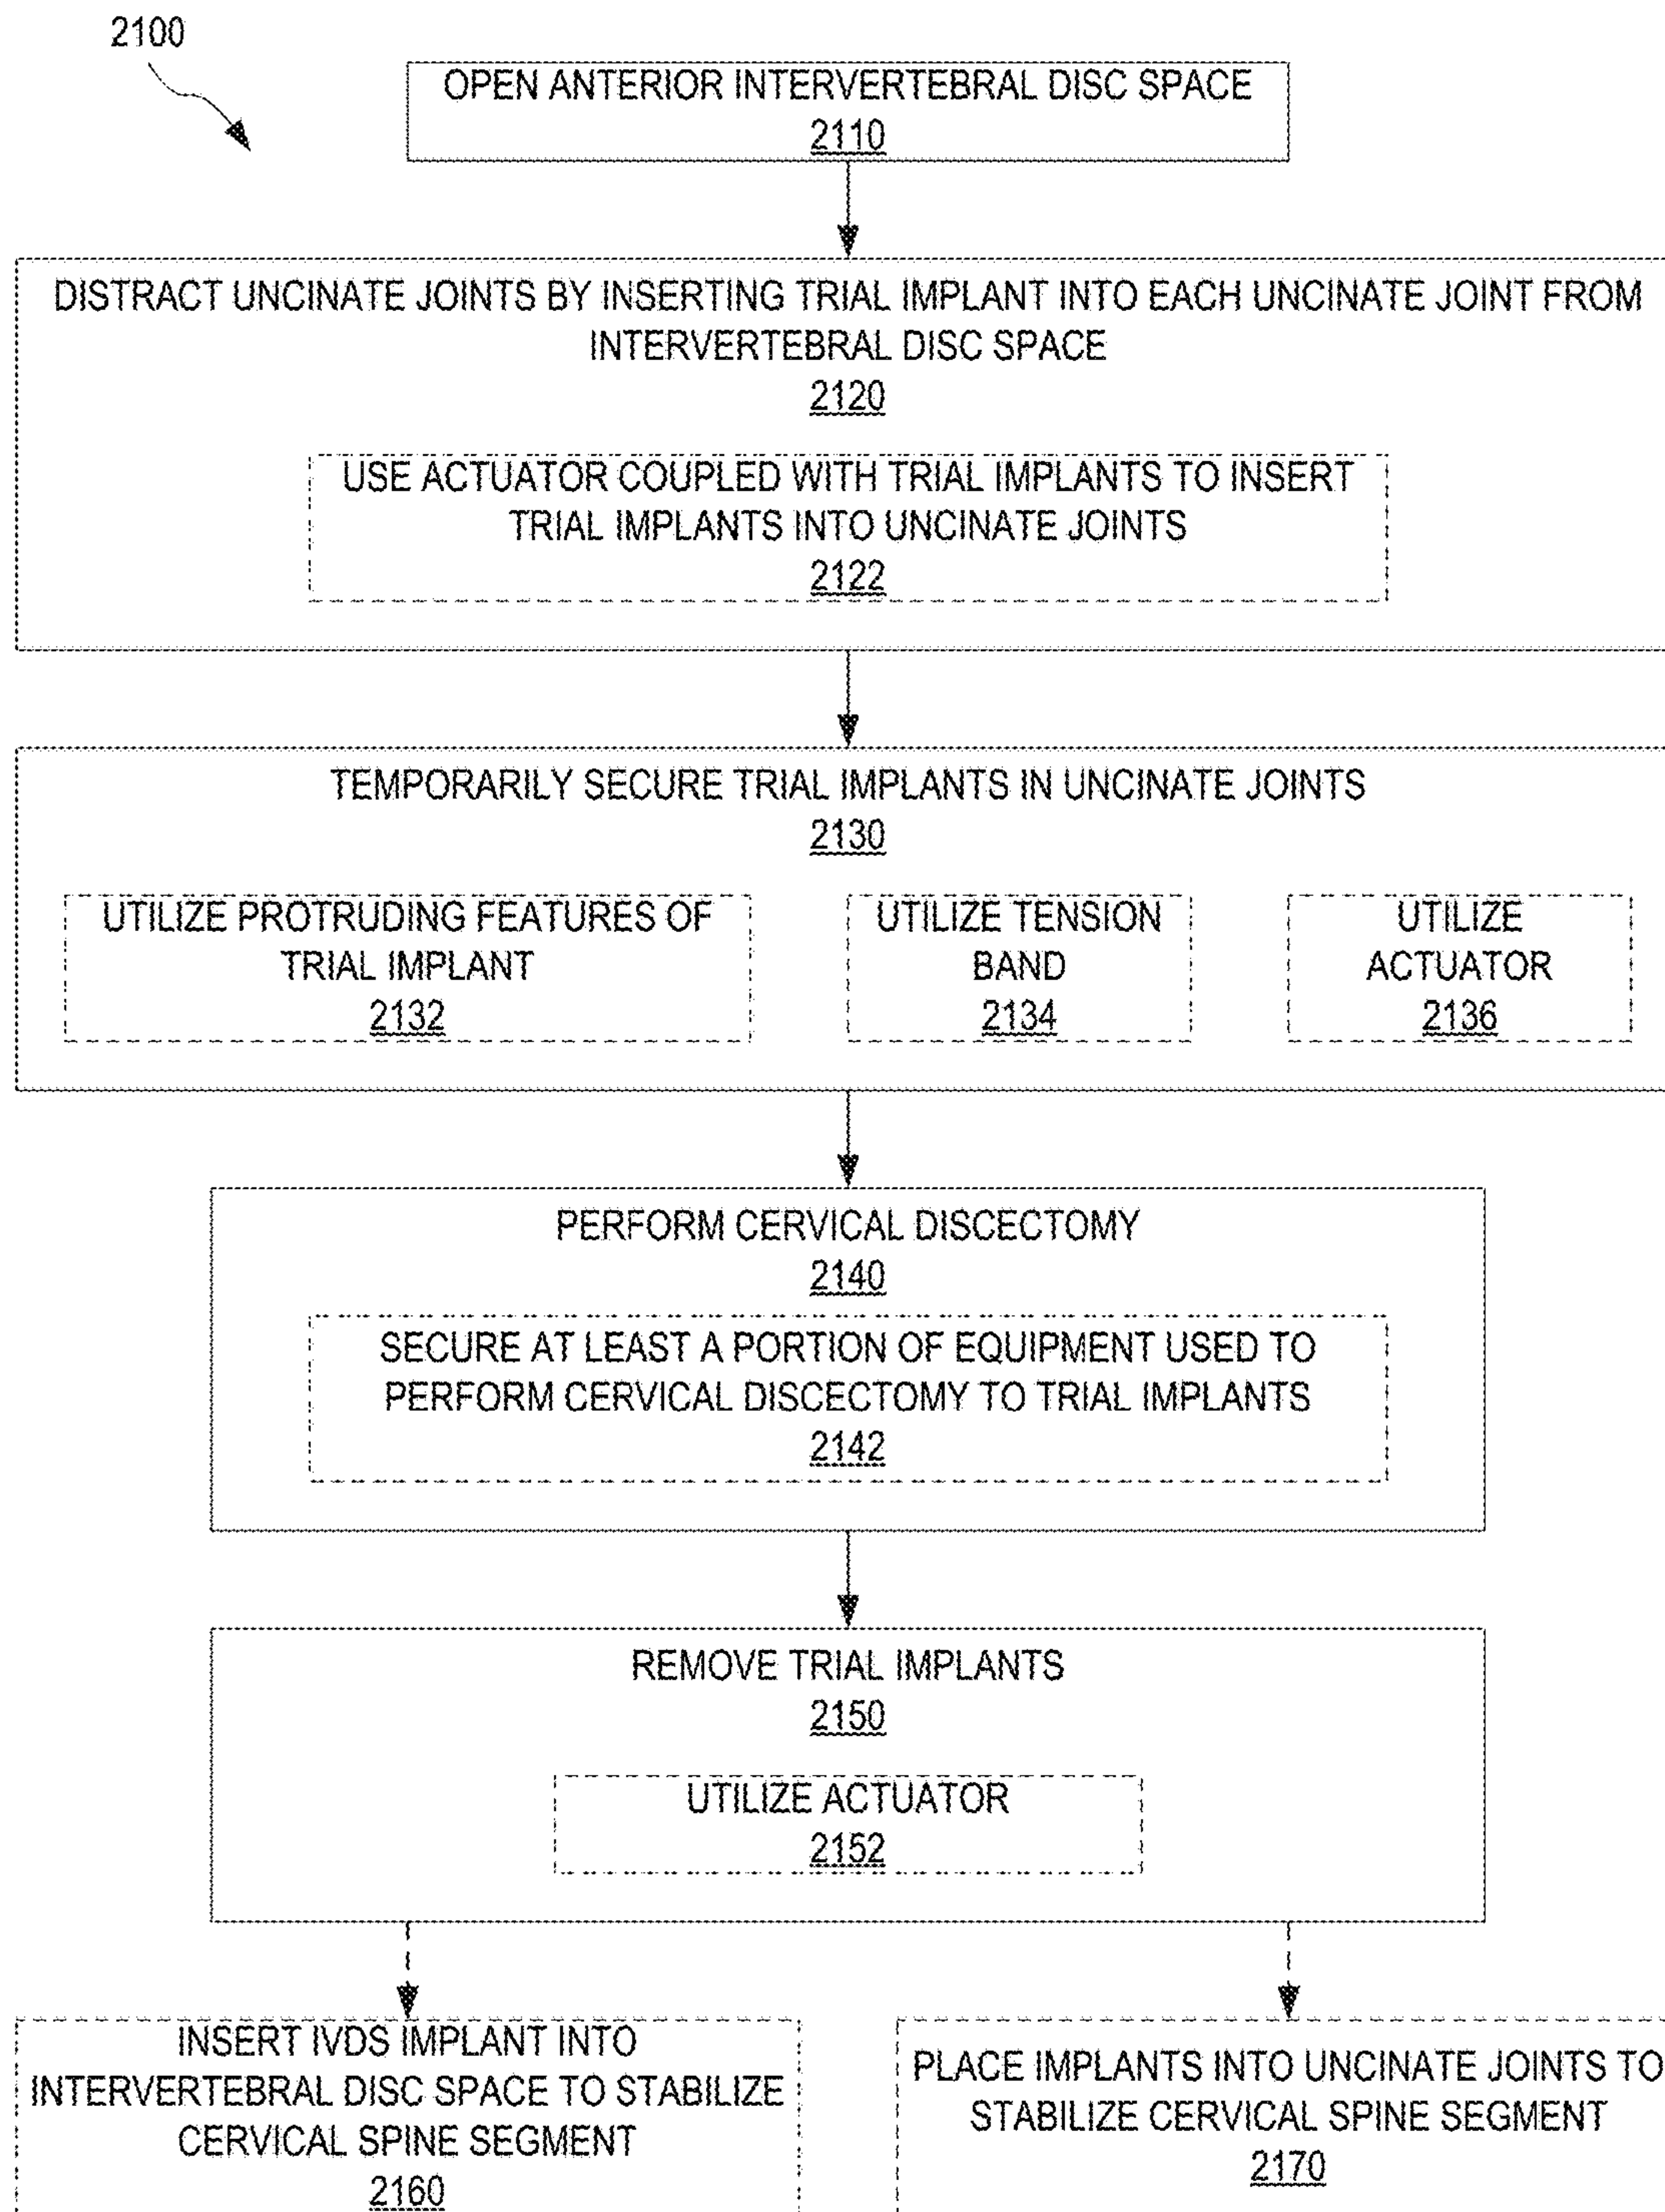 2100
OPEN ANTERIOR INTERVERTEBRAL DISC SPACE
2110
DISTRACT UNCINATE JOINTS BY INSERTING TRIAL IMPLANT INTO EACH UNCINATE JOINT FROM
INTERVERTEBRAL DISC SPACE
2120
USE ACTUATOR COUPLED WITH TRIAL IMPLANTS TO INSERT
TRIAL IMPLANTS INTO UNCINATE JOINTS
2122
TEMPORARILY SECURE TRIAL IMPLANTS IN UNCINATE JOINTS
2130
UTILIZE PROTRUDING FEATURES OF
TRIAL IMPLANT
2132
UTILIZE TENSION
BAND
2134
UTILIZE
ACTUATOR
2136
PERFORM CERVICAL DISCECTOMY
2140
SECURE AT LEAST A PORTION OF EQUIPMENT USED TO
PERFORM CERVICAL DISCECTOMY TO TRIAL IMPLANTS
2142
REMOVE TRIAL IMPLANTS
2150
UTILIZE ACTUATOR
2152
INSERT IVDS IMPLANT INTO
INTERVERTEBRAL DISC SPACE TO STABILIZE
CERVICAL SPINE SEGMENT
2160
PLACE IMPLANTS INTO UNCINATE JOINTS TO
STABILIZE CERVICAL SPINE SEGMENT
2170